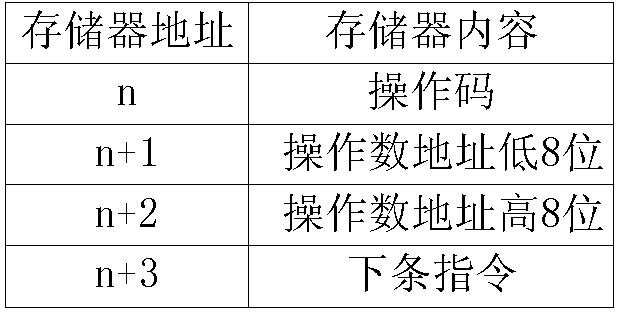 存储器地址 存储器内容
n 操作码
n+1 操作数地址低8位
n+2 操作数地址高8位
n+3 下条指令